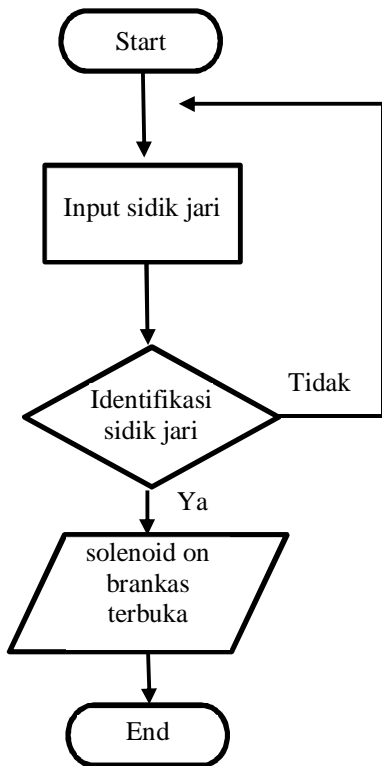 Start
Input sidik jari
Identifikasi
sidik jari
Tidak
Ya
solenoid on
brankas
terbuka
End